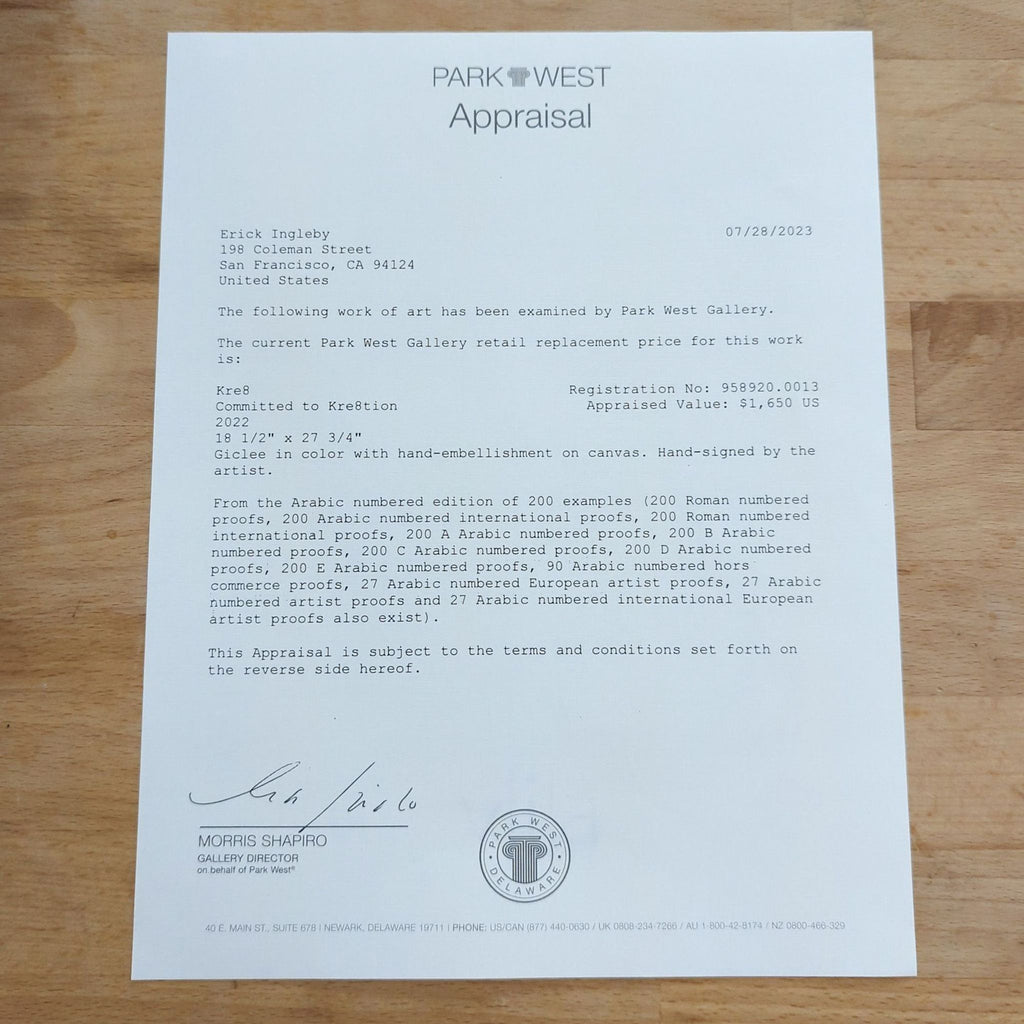 PARK WEST
Appraisal
Erick Ingleby
07/28/2023
198 Coleman Street
San Francisco, CA 94124
United States
The following work of art has been examined by Park West Gallery.
The current Park West Gallery retail replacement price for this work
is:
Kre8
Registration No: 958920.0013
Committed to Kre8tion
Appraised Value: $1,650 US
2022
18 1/2" x 27 3/4"
Giclee in color with hand-embellishment on canvas. Hand-signed by the
artist.
From the Arabic numbered edition of 200 examples (200 Roman numbered
proofs, 200 Arabic numbered international proofs, 200 Roman numbered
international proofs, 200 A Arabic numbered proofs, 200 B Arabic
numbered proofs, 200 C Arabic numbered proofs, 200 D Arabic numbered
proofs, 200 E Arabic numbered proofs, 90 Arabic numbered hors
commerce proofs, 27 Arabic numbered European artist proofs, 27 Arabic
numbered artist proofs and 27 Arabic numbered international European
artist proofs also exist).
This Appraisal is subject to the terms and conditions set forth on
the reverse side hereof.
MORRIS SHAPIRO
GALLERY DIRECTOR
on behalf of Park West®
PARK WEST
DELAWARE
40 E. MAIN ST., SUITE 678 | NEWARK, DELAWARE 19711 | PHONE: US/CAN (877) 440-0630 / UK 0808-234-7266 / AU 1-800-42-8174 / NZ 0800-466-329